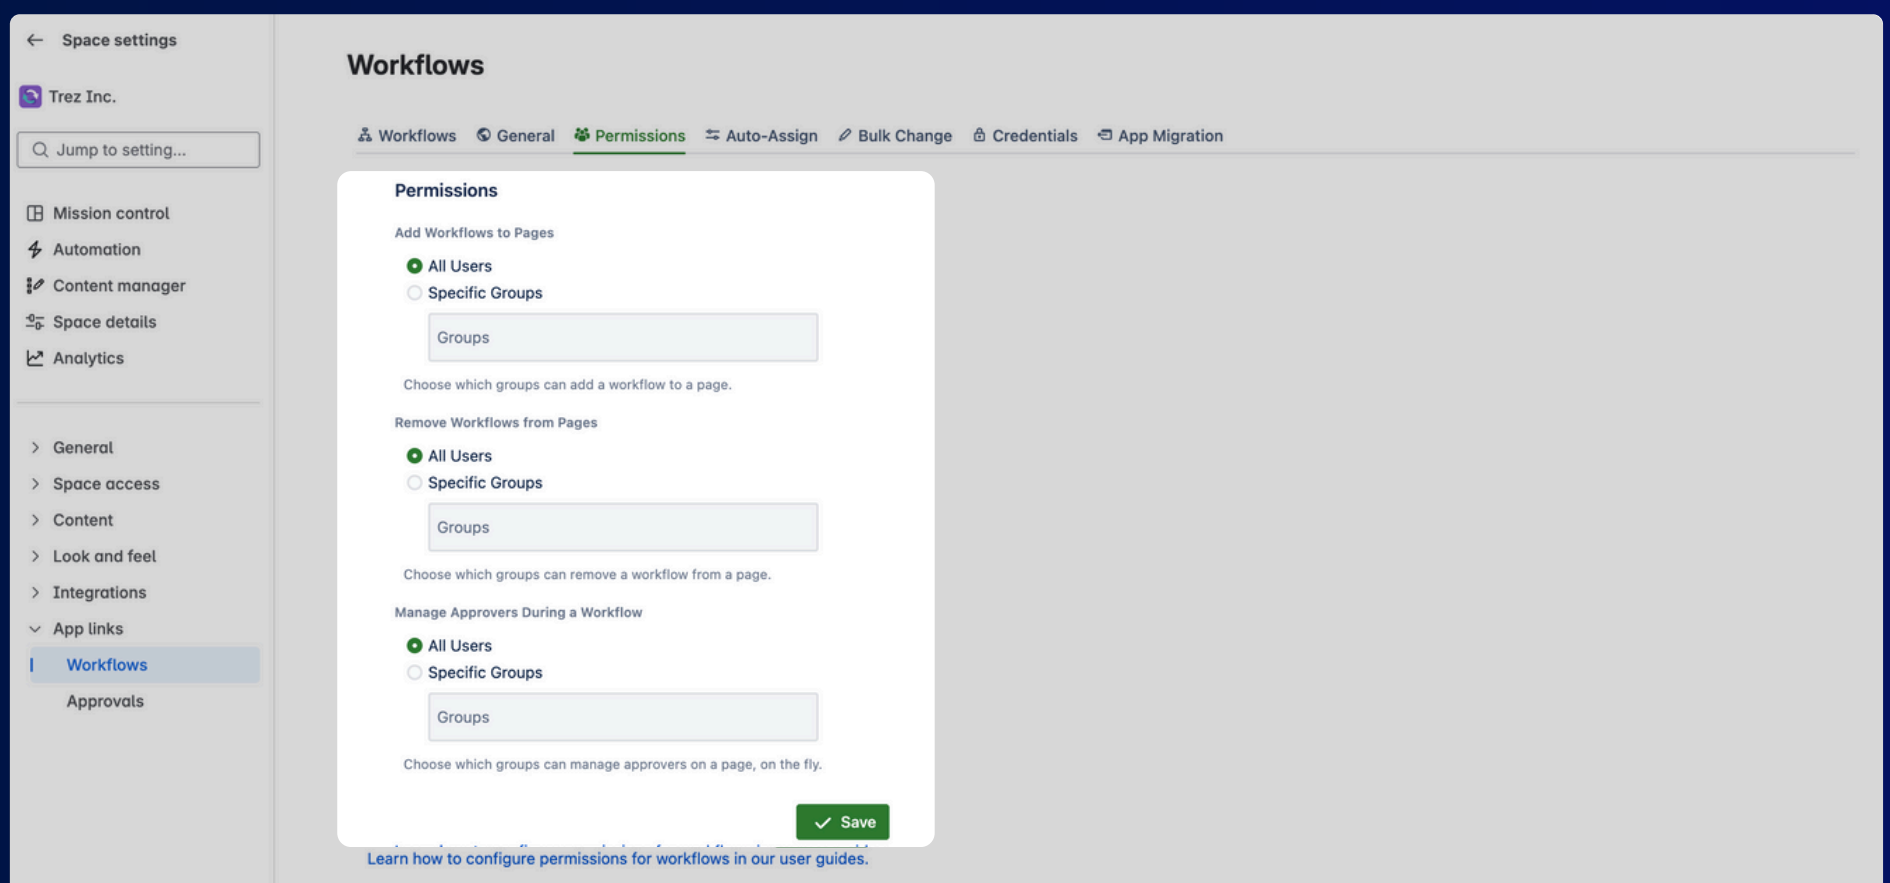 Space settings
Trez Inc.
Jump to setting...
Mission control
Automation
Content manager
Space details
Analytics
General
Space access
Content
Look and feel
Integrations
App links
Workflows
Approvals
Workflows
Workflows General Permissions Auto-Assign Bulk Change Credentials App Migration
Permissions
Add Workflows to Pages
All Users
Specific Groups
Groups
Choose which groups can add a workflow to a page.
Remove Workflows from Pages
All Users
Specific Groups
Groups
Choose which groups can remove a workflow from a page.
Manage Approvers During a Workflow
All Users
Specific Groups
Groups
Choose which groups can manage approvers on a page, on the fly.
Save
Learn how to configure permissions for workflows in our user guides.